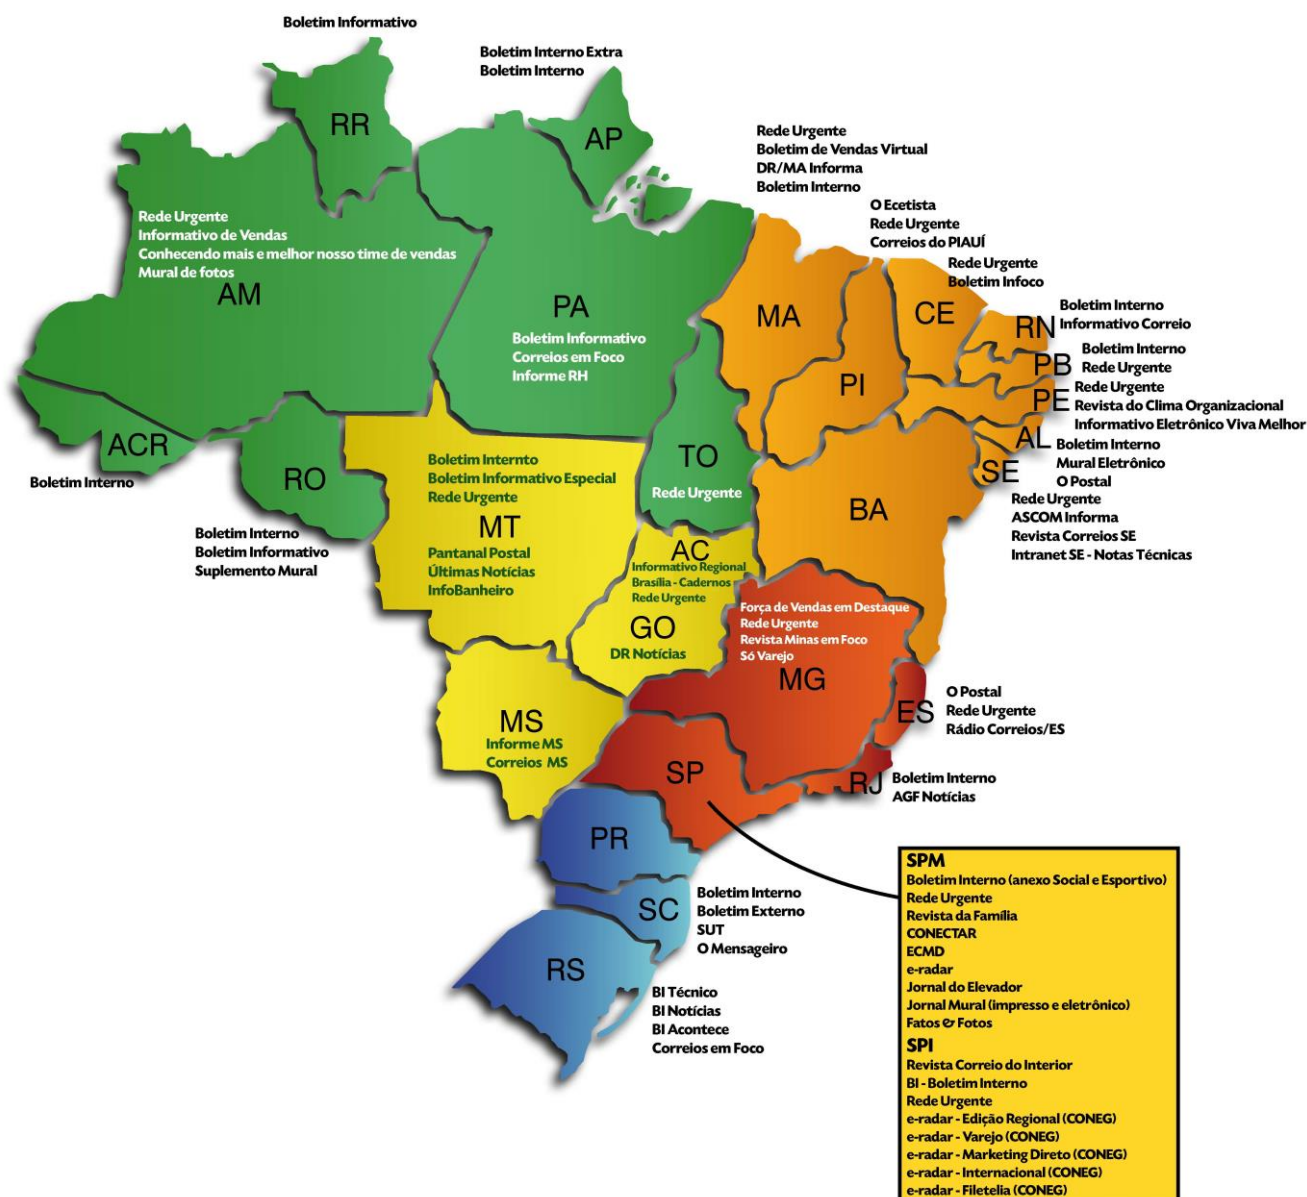 Boletim Informativo
RR
Boletim Interno Extra
Boletim Interno
AP
Rede Urgente
Boletim de Vendas Virtual
DR/MA Informa
Boletim Interno
MA
O Ecetista
Rede Urgente
Correios do PIAUÍ
PI
Rede Urgente
Boletim Infoco
CE
Rede Urgente
Informativo de Vendas
Conhecendo mais e melhor nosso time de vendas
Mural de fotos
AM
PA
Boletim Informativo
Correios em Foco
Informe RH
Boletim Interno
Informativo Correio
RN
Boletim Interno
Rede Urgente
PB
PE
Rede Urgente
Revista do Clima Organizacional
Informativo Eletrônico Viva Melhor
AL
Boletim Interno
Mural Eletrônico
O Postal
SE
Rede Urgente
ASCOM Informa
Revista Correios SE
Intranet SE - Notas Técnicas
ACR
Boletim Interno
RO
Boletim Interno
Boletim Informativo
Suplemento Mural
Boletim Internto
Boletim Informativo Especial
Rede Urgente
MT
Pantanal Postal
Últimas Notícias
InfoBanheiro
TO
Rede Urgente
BA
AC
Informativo Regional
Brasília - Cadernos
Rede Urgente
GO
DR Notícias
Força de Vendas em Destaque
Rede Urgente
Revista Minas em Foco
Só Varejo
MG
ES
O Postal
Rede Urgente
Rádio Correios/ES
MS
Informe MS
Correios MS
SP
RJ
Boletim Interno
AGF Notícias
PR
SC
Boletim Interno
Boletim Externo
SUT
O Mensageiro
RS
BI Técnico
BI Notícias
BI Acontece
Correios em Foco
SPM
Boletim Interno (anexo Social e Esportivo)
Rede Urgente
Revista da Família
CONECTAR
ECMD
e-radar
Jornal do Elevador
Jornal Mural (impresso e eletrônico)
Fatos & Fotos
SPI
Revista Correio do Interior
BI - Boletim Interno
Rede Urgente
e-radar - Edição Regional (CONEG)
e-radar - Varejo (CONEG)
e-radar - Marketing Direto (CONEG)
e-radar - Internacional (CONEG)
e-radar - Filetelia (CONEG)